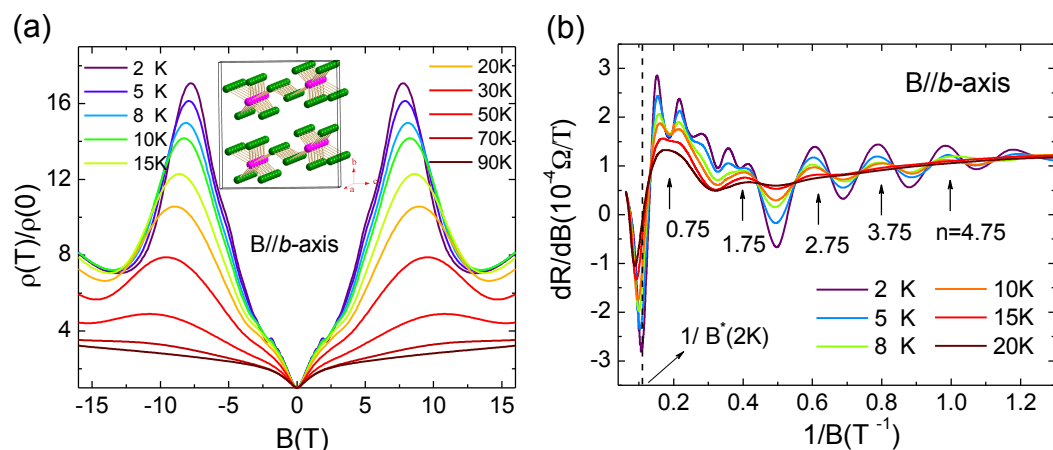 (a)
ρ(T)/ρ(0)
16
12
8
4
2 K
5 K
8 K
10K
15K
20K
30K
50K
70K
90K
b
c
a
B//b-axis
-15 -10 -5 0 5 10 15
B(T)
(b)
dR/dB(10⁻⁴ Ω/T)
3
2
1
0
-1
-2
-3
B//b-axis
0.75
1.75
2.75
3.75
n=4.75
2 K
5 K
8 K
10K
15K
20K
1/ B*(2K)
0.2 0.4 0.6 0.8 1.0 1.2
1/B(T⁻¹)